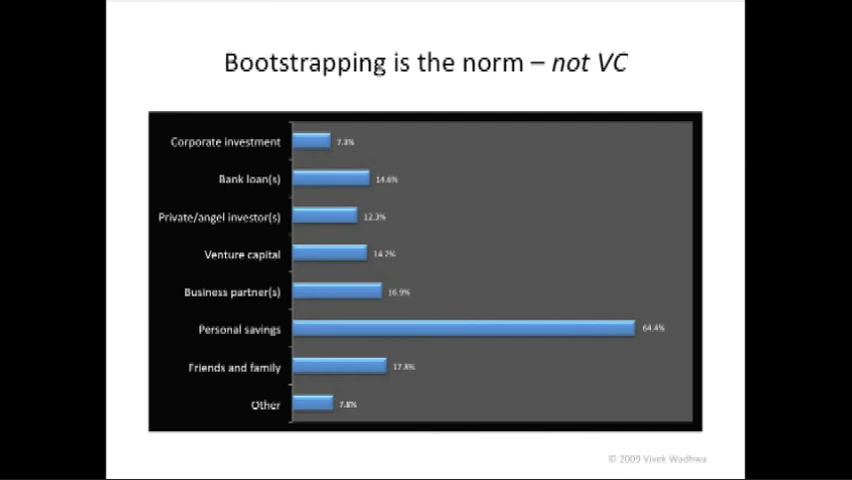 Bootstrapping is the norm – not VC
Corporate investment 7.3%
Bank loan(s) 14.6%
Private/angel investor(s) 12.3%
Venture capital 14.2%
Business partner(s) 16.9%
Personal savings 64.4%
Friends and family 17.8%
Other 7.8%
© 2009 Vivek Wadhwa